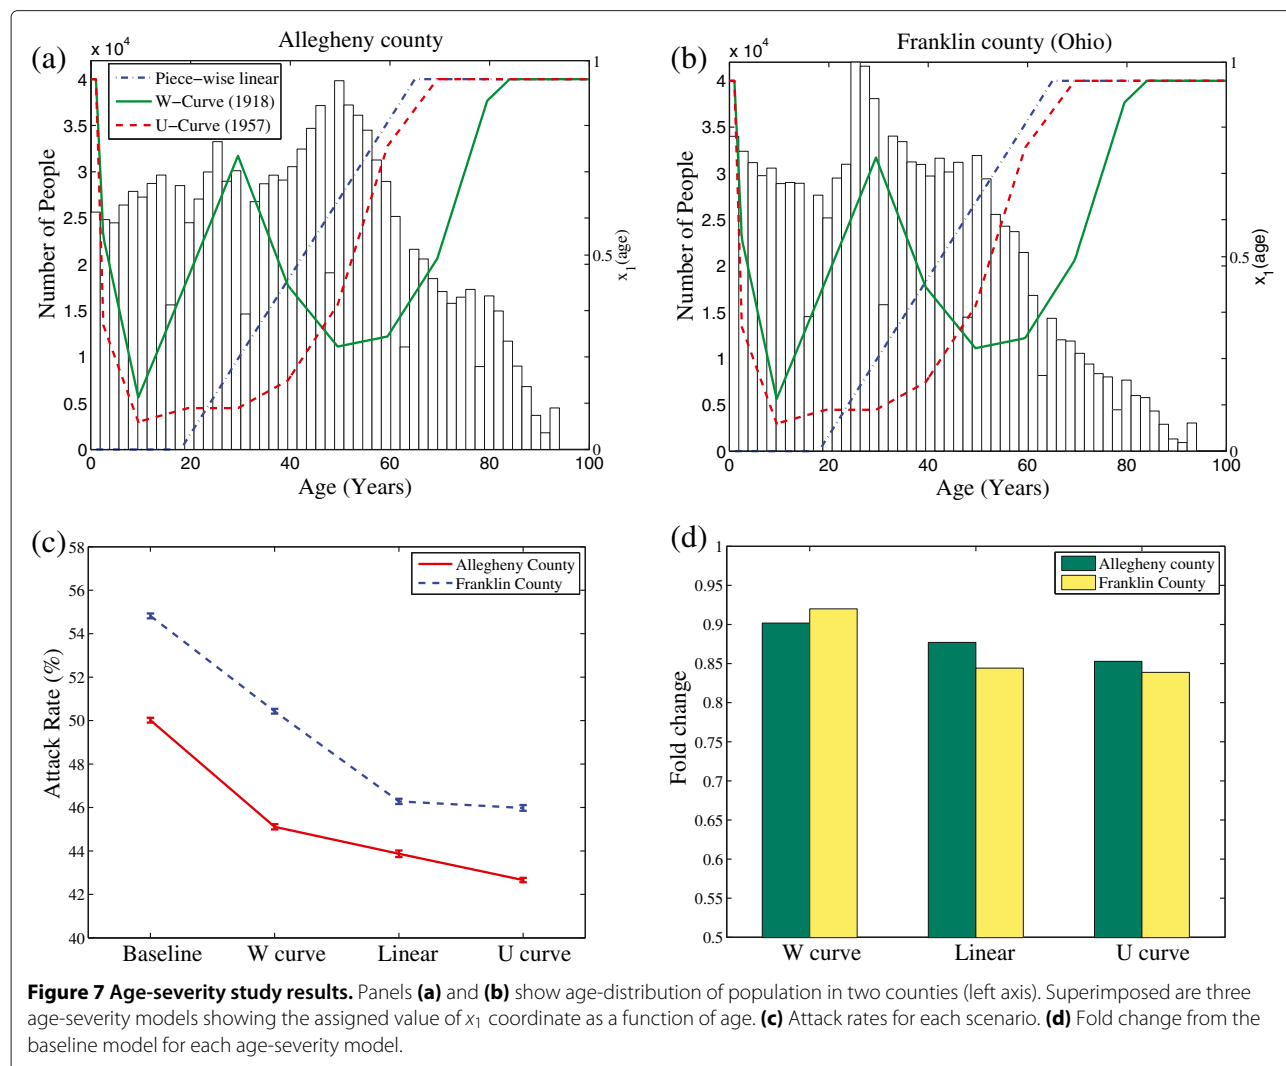 (a)
Allegheny county
x 10^4
Piece-wise linear
W-Curve (1918)
U-Curve (1957)
Number of People
4
3.5
3
2.5
2
1.5
1
0.5
0
0 20 40 60 80 100
Age (Years)
1
0.5
0
x_1(age)
(b)
Franklin county (Ohio)
x 10^4
Number of People
4
3.5
3
2.5
2
1.5
1
0.5
0
0 20 40 60 80 100
Age (Years)
1
0.5
0
x_1(age)
(c)
Allegheny County
Franklin County
Attack Rate (%)
58
56
54
52
50
48
46
44
42
40
Baseline W curve Linear U curve
(d)
Allegheny county
Franklin County
Fold change
1
0.95
0.9
0.85
0.8
0.75
0.7
0.65
0.6
0.55
0.5
W curve Linear U curve
Figure 7 Age-severity study results. Panels (a) and (b) show age-distribution of population in two counties (left axis). Superimposed are three
age-severity models showing the assigned value of x_1 coordinate as a function of age. (c) Attack rates for each scenario. (d) Fold change from the
baseline model for each age-severity model.